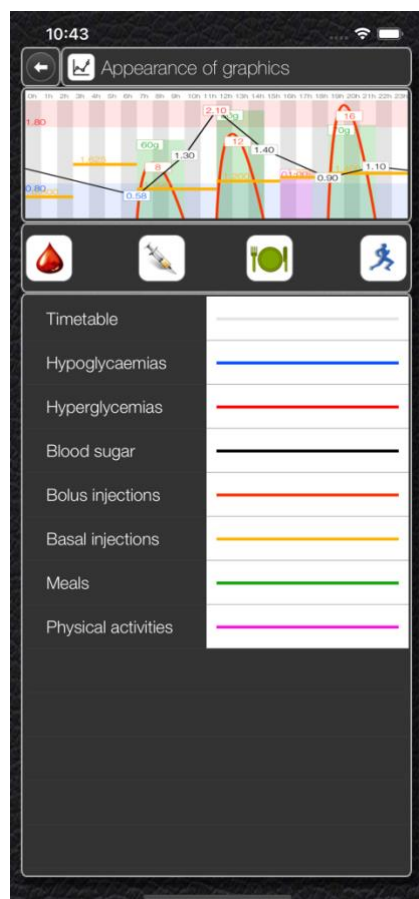 10:43
Appearance of graphics
0h 1h 2h 3h 4h 5h 6h 7h 8h 9h 10h 11h 12h 13h 14h 15h 16h 17h 18h 19h 20h 21h 22h 23h
1.80
2.10
16
60g
12
70g
1.625
1.30
1.40
8
1.10
0.90
0.80
0.58
Timetable
Hypoglycaemias
Hyperglycemias
Blood sugar
Bolus injections
Basal injections
Meals
Physical activities